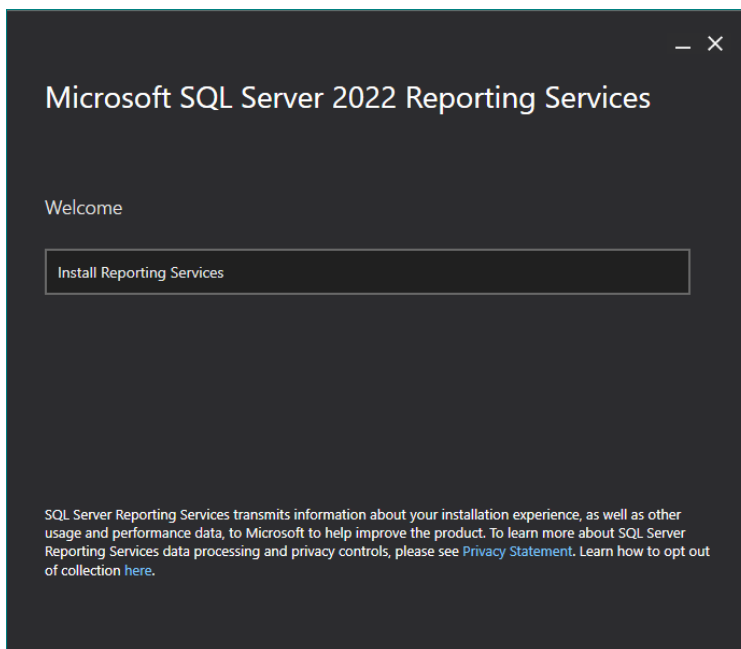 Microsoft SQL Server 2022 Reporting Services
Welcome
Install Reporting Services
SQL Server Reporting Services transmits information about your installation experience, as well as other
usage and performance data, to Microsoft to help improve the product. To learn more about SQL Server
Reporting Services data processing and privacy controls, please see Privacy Statement. Learn how to opt out
of collection here.